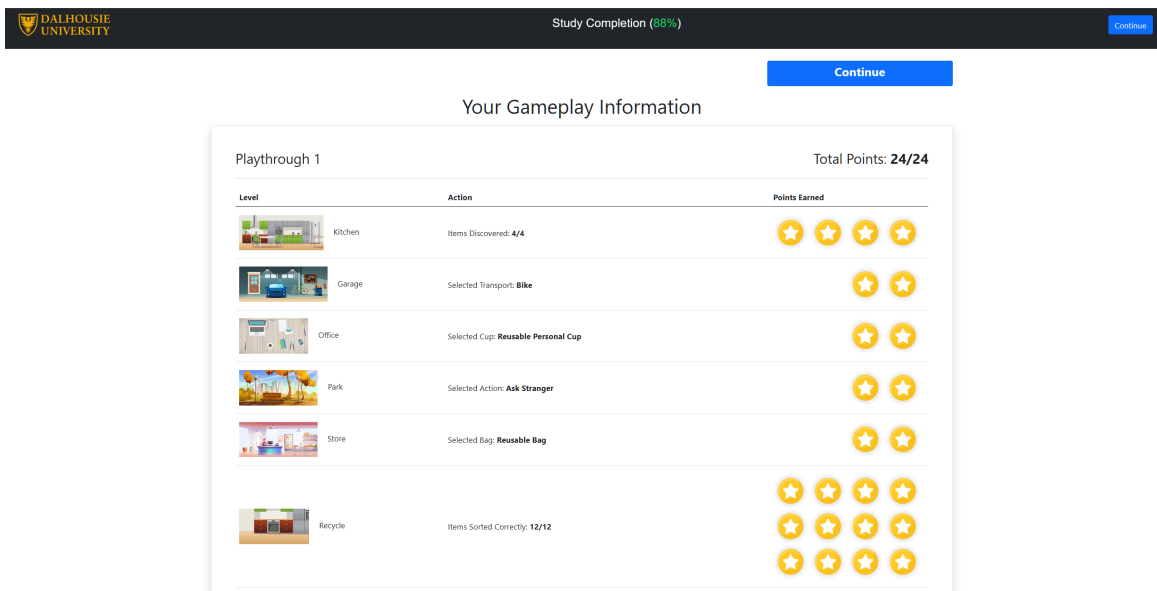 DALHOUSIE
UNIVERSITY
Study Completion (88%)
Continue
Continue
Your Gameplay Information
Playthrough 1
Total Points: 24/24
Level Action Points Earned
Kitchen Items Discovered: 4/4
Garage Selected Transport: Bike
Office Selected Cup: Reusable Personal Cup
Park Selected Action: Ask Stranger
Store Selected Bag: Reusable Bag
Recycle Items Sorted Correctly: 12/12